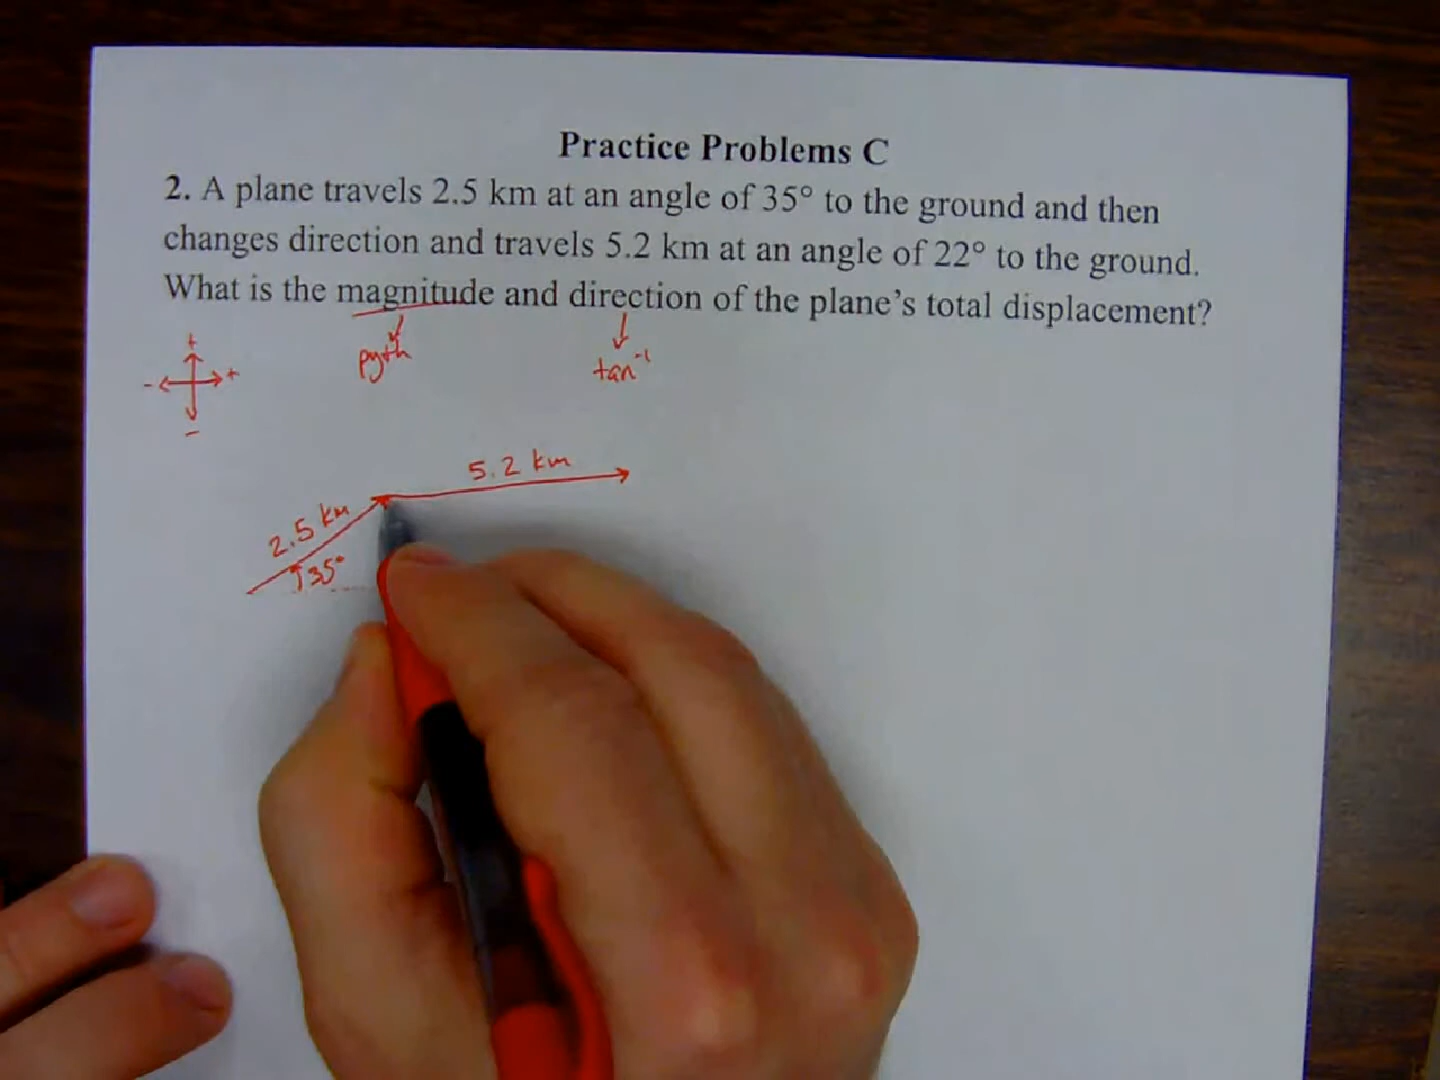 Practice Problems C
2. A plane travels 2.5 km at an angle of 35° to the ground and then
changes direction and travels 5.2 km at an angle of 22° to the ground.
What is the magnitude and direction of the plane's total displacement?
pyth
tan⁻¹
+
- +
-
5.2 km
2.5 km
35°